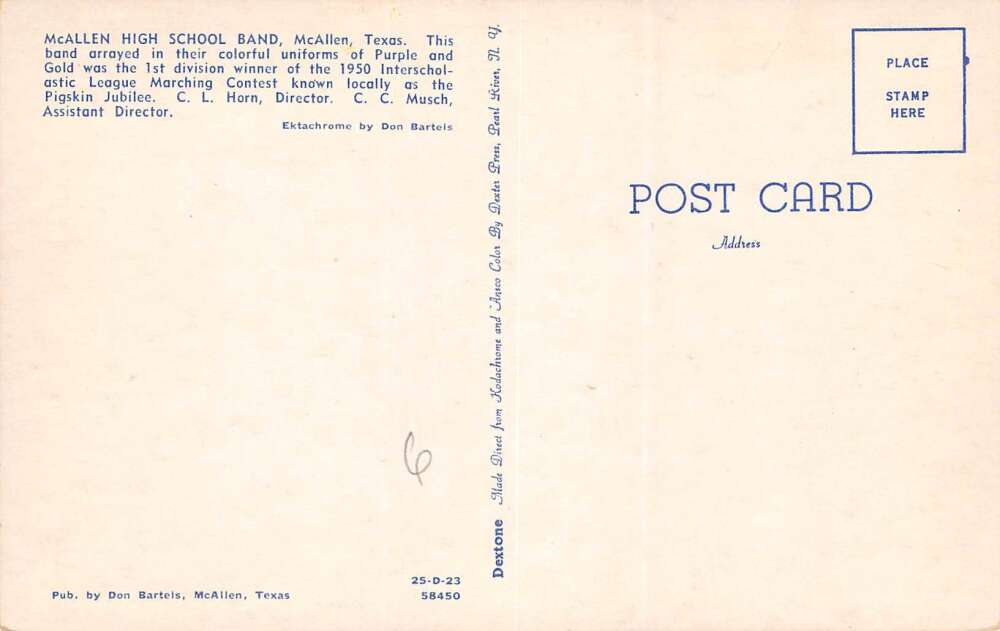 McALLEN HIGH SCHOOL BAND, McAllen, Texas. This
band arrayed in their colorful uniforms of Purple and
Gold was the 1st division winner of the 1950 Interschol-
astic League Marching Contest known locally as the
Pigskin Jubilee. C. L. Horn, Director. C. C. Musch,
Assistant Director.
Ektachrome by Don Bartels
6
Pub. by Don Bartels, McAllen, Texas
25-D-23
58450
Dextone Made Direct from Kodachrome and Ansco Color By Dexter Press, Pearl River, N. Y.
PLACE
STAMP
HERE
POST CARD
Address